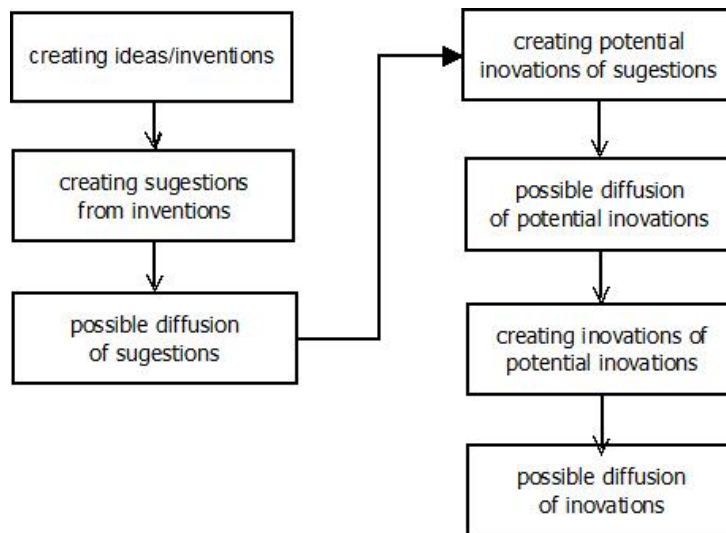 creating ideas/inventions
creating sugestions
from inventions
possible diffusion
of sugestions
creating potential
inovations of sugestions
possible diffusion
of potential inovations
creating inovations of
potential inovations
possible diffusion
of inovations